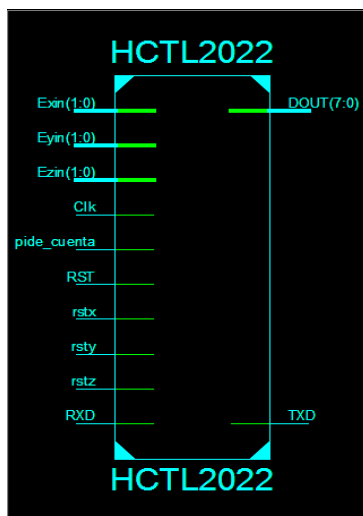 HCTL2022
Exin(1:0)
DOUT(7:0)
Eyin(1:0)
Ezin(1:0)
Clk
pide_cuenta
RST
rstx
rsty
rstz
RXD
TXD
HCTL2022